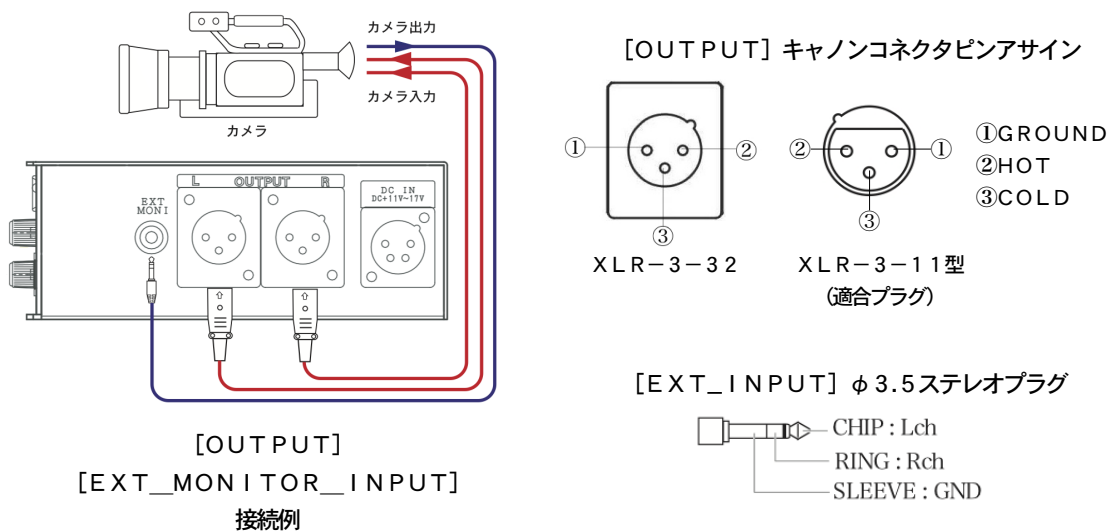 カメラ出力
カメラ入力
カメラ
L OUTPUT R
DC IN
DC+11V~17V
EXT
MONI
[OUTPUT]
[EXT_MONITOR_INPUT]
接続例
[OUTPUT] キャノンコネクタピンアサイン
① ②
③
② ①
③
①GROUND
②HOT
③COLD
XLR-3-32
XLR-3-11型
(適合プラグ)
[EXT_INPUT] φ3.5ステレオプラグ
CHIP : Lch
RING : Rch
SLEEVE : GND